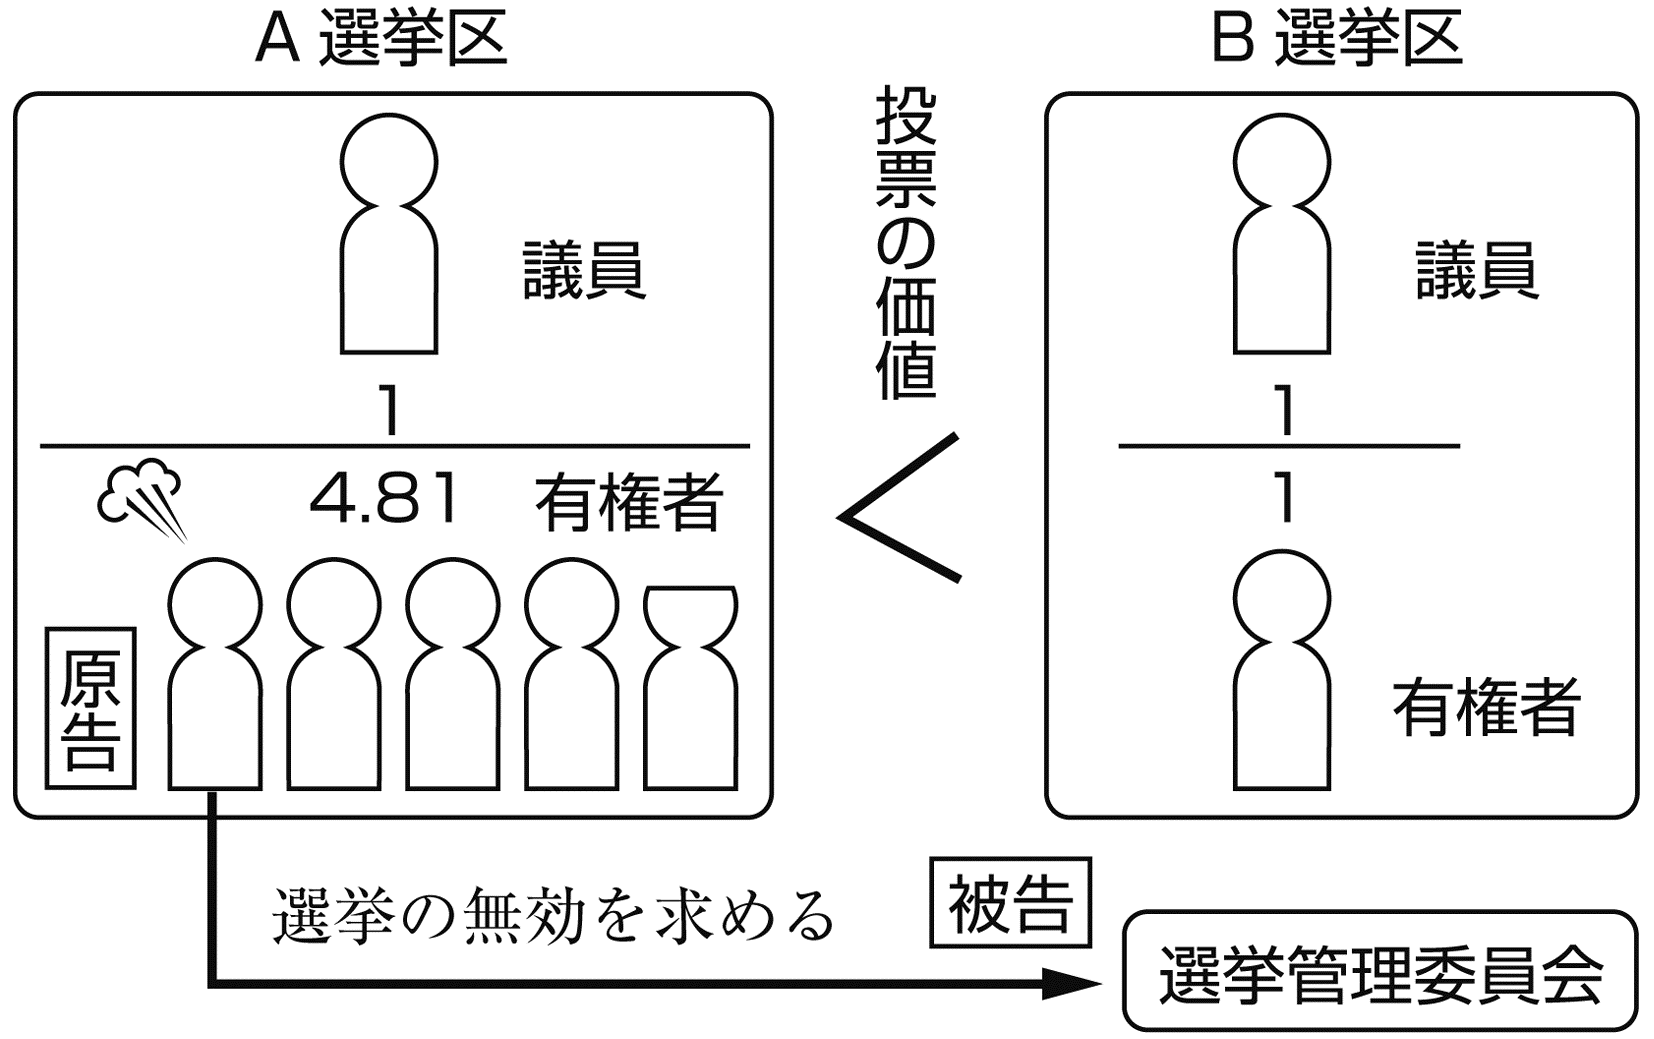 A 選挙区
議員
1
4.81 有権者
原告
投票の価値
B 選挙区
議員
1
1
有権者
選挙の無効を求める
被告
選挙管理委員会